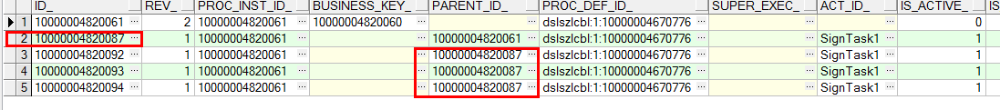 ID_ REV_ PROC_INST_ID_ BUSINESS_KEY_ PARENT_ID_ PROC_DEF_ID_ SUPER_EXEC_ ACT_ID_ IS_ACTIVE_ IS
1 10000004820061 ... 2 10000004820061 ... 10000004820060 ... ... dslszlcbl:1:10000004670776 ... ... ... 0
2 10000004820087 ... 1 10000004820061 ... ... 10000004820061 ... dslszlcbl:1:10000004670776 ... ... SignTask1 ... 1
3 10000004820092 ... 1 10000004820061 ... ... 10000004820087 ... dslszlcbl:1:10000004670776 ... ... SignTask1 ... 1
4 10000004820093 ... 1 10000004820061 ... ... 10000004820087 ... dslszlcbl:1:10000004670776 ... ... SignTask1 ... 1
5 10000004820094 ... 1 10000004820061 ... ... 10000004820087 ... dslszlcbl:1:10000004670776 ... ... SignTask1 ... 1